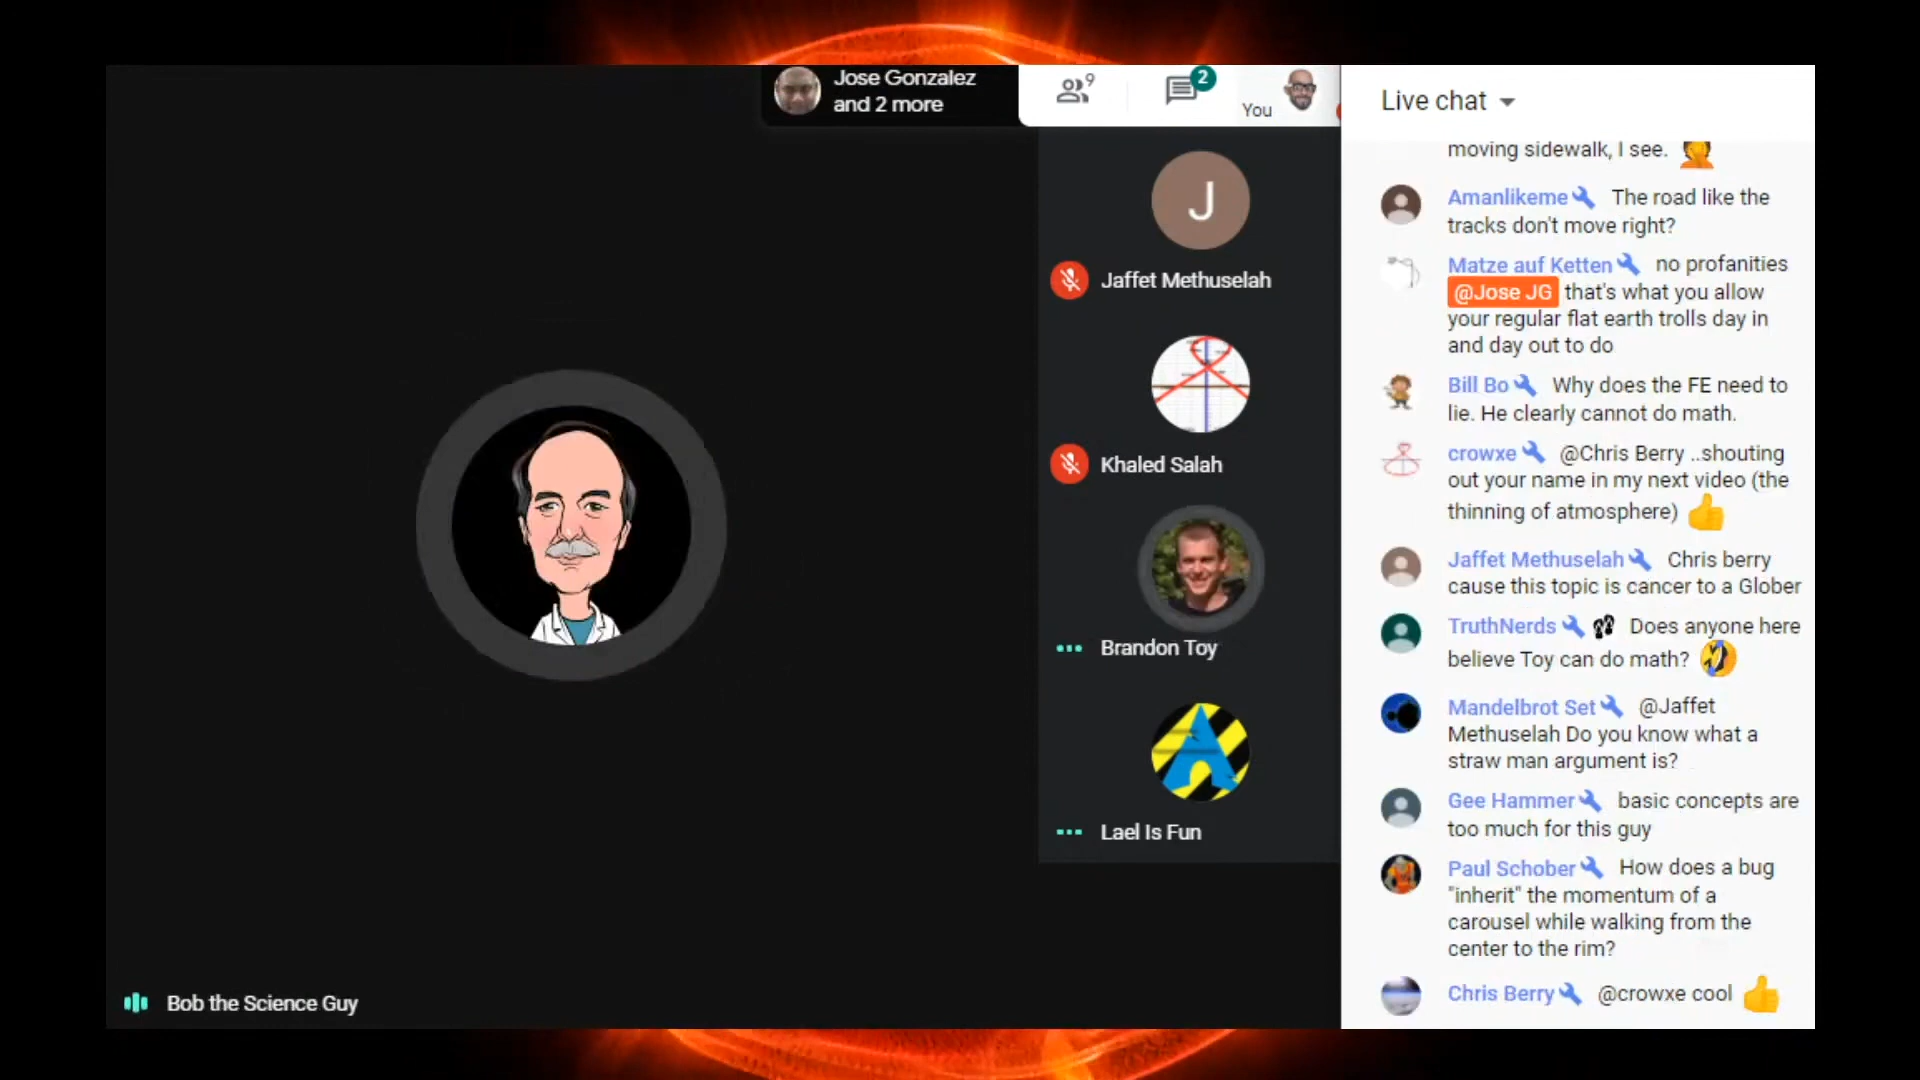 Jose Gonzalez
and 2 more
9
2
You
Live chat
moving sidewalk, I see.
Amanlikeme The road like the
tracks don't move right?
Matze auf Ketten no profanities
@Jose JG that's what you allow
your regular flat earth trolls day in
and day out to do
Bill Bo Why does the FE need to
lie. He clearly cannot do math.
crowxe @Chris Berry ..shouting
out your name in my next video (the
thinning of atmosphere)
Jaffet Methuselah Chris berry
cause this topic is cancer to a Glober
TruthNerds Does anyone here
believe Toy can do math?
Mandelbrot Set @Jaffet
Methuselah Do you know what a
straw man argument is?
Gee Hammer basic concepts are
too much for this guy
Paul Schober How does a bug
"inherit" the momentum of a
carousel while walking from the
center to the rim?
Chris Berry @crowxe cool
J
Jaffet Methuselah
Khaled Salah
Brandon Toy
Lael Is Fun
Bob the Science Guy